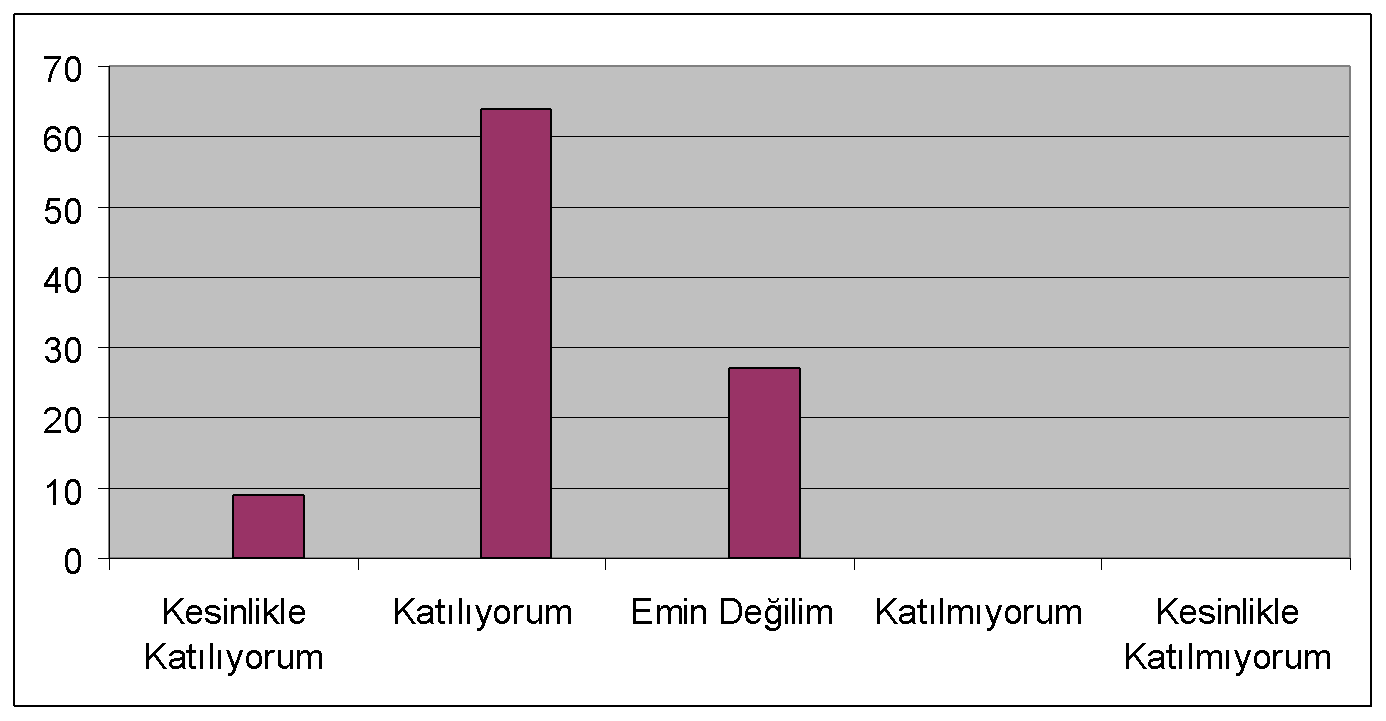 70
60
50
40
30
20
10
0
Kesinlikle
Katılıyorum
Katılıyorum
Emin Değilim
Katılmıyorum
Kesinlikle
Katılmıyorum